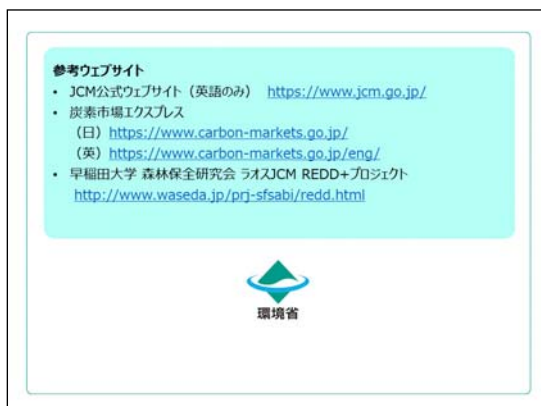 参考ウェブサイト
• JCM公式ウェブサイト（英語のみ） https://www.jcm.go.jp/
• 炭素市場エクスプレス
（日）https://www.carbon-markets.go.jp/
（英）https://www.carbon-markets.go.jp/eng/
• 早稲田大学 森林保全研究会 ラオスJCM REDD+プロジェクト
http://www.waseda.jp/prj-sfsabi/redd.html
環境省